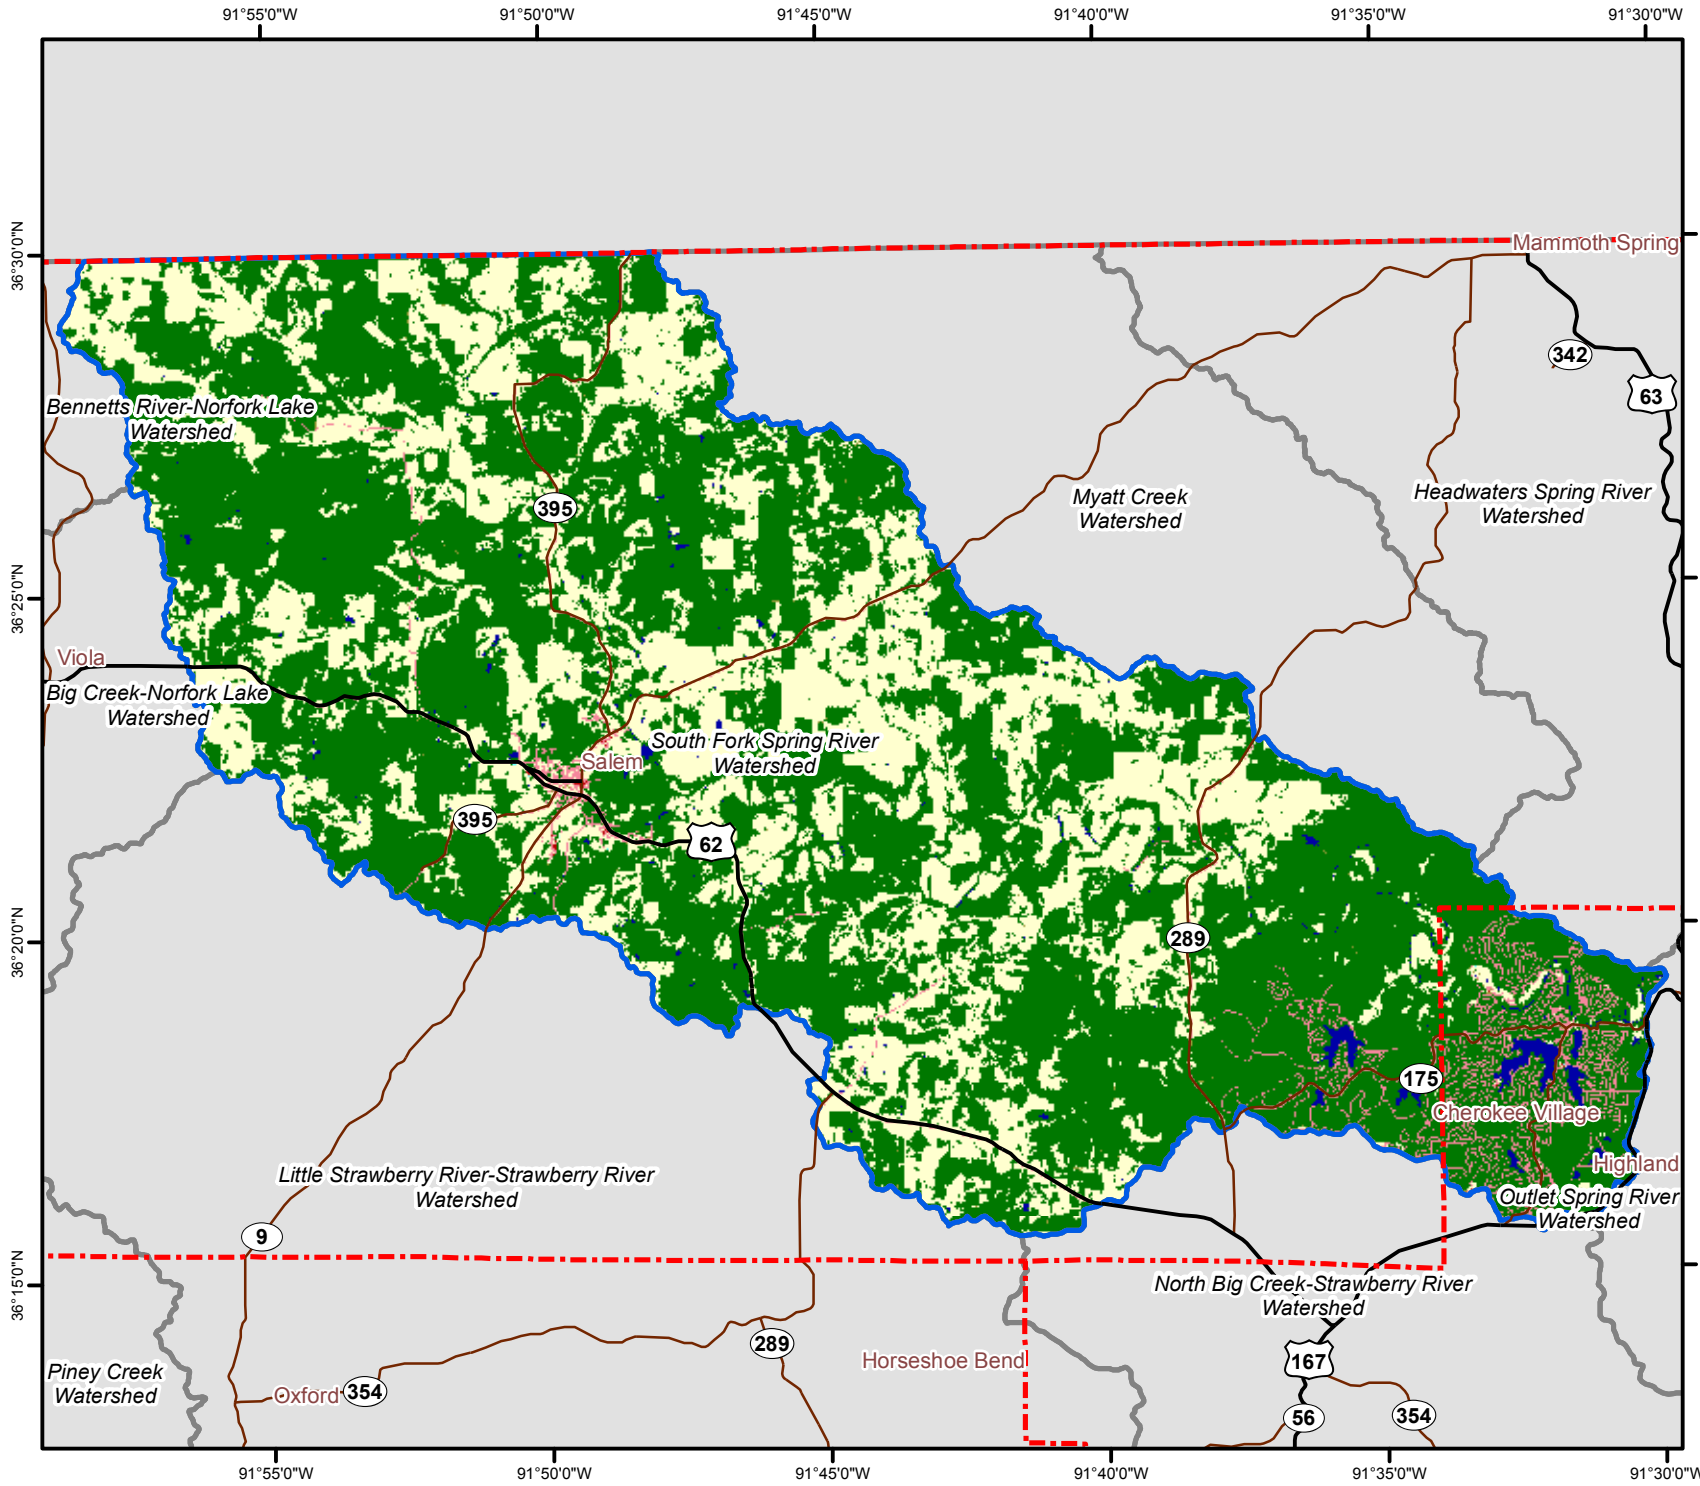 91°55'0"W
91°50'0"W
91°45'0"W
91°40'0"W
91°35'0"W
91°30'0"W
36°30'0"N
Mammoth Spring
342
63
Bennetts River-Norfork Lake
Watershed
395
Myatt Creek
Watershed
Headwaters Spring River
Watershed
36°25'0"N
Viola
Big Creek-Norfork Lake
Watershed
South Fork Spring River
Watershed
Salem
395
62
36°20'0"N
289
175
Cherokee Village
Highland
Little Strawberry River-Strawberry River
Watershed
Outlet Spring River
Watershed
9
36°15'0"N
North Big Creek-Strawberry River
Watershed
289
Horseshoe Bend
167
Piney Creek
Watershed
Oxford
354
56
354
91°55'0"W
91°50'0"W
91°45'0"W
91°40'0"W
91°35'0"W
91°30'0"W